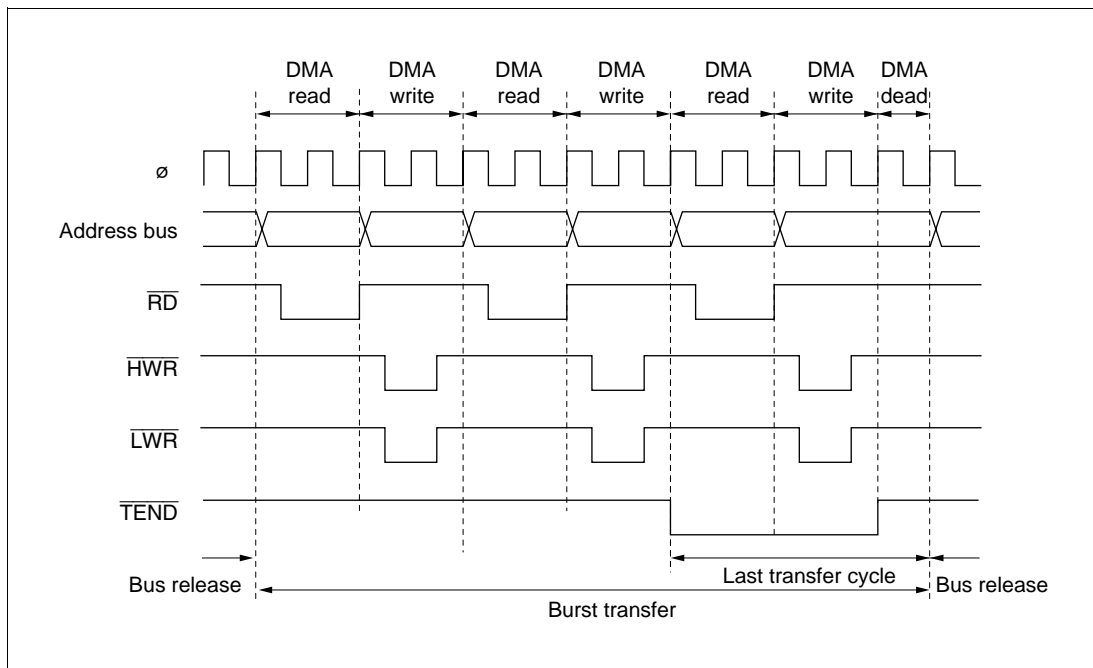 DMA read
DMA write
DMA read
DMA write
DMA read
DMA write
DMA dead
ø
Address bus
RD
HWR
LWR
TEND
Bus release
Last transfer cycle
Bus release
Burst transfer